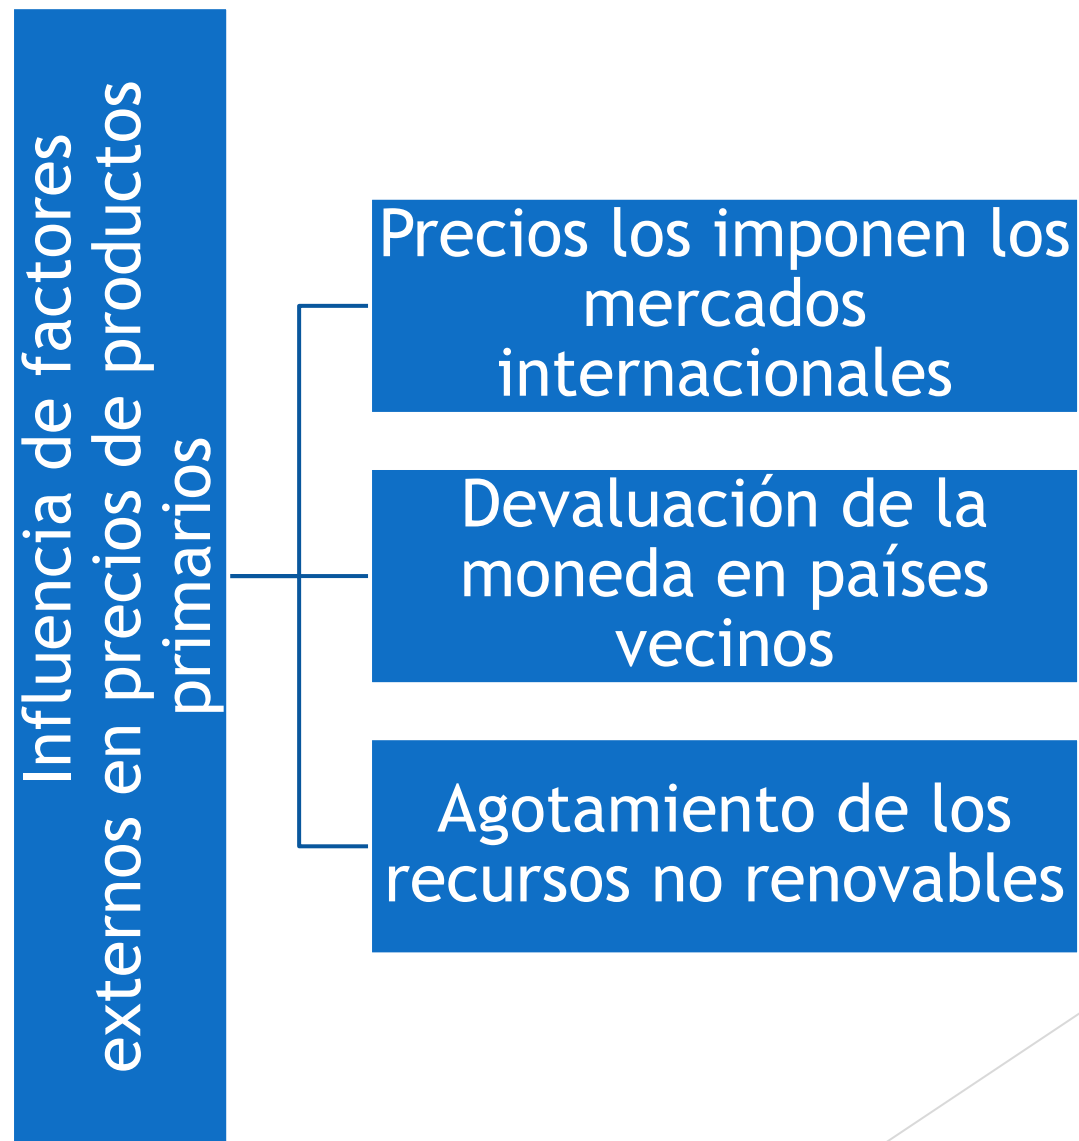 Influencia de factores
externos en precios de productos
primarios
Precios los imponen los
mercados
internacionales
Devaluación de la
moneda en países
vecinos
Agotamiento de los
recursos no renovables